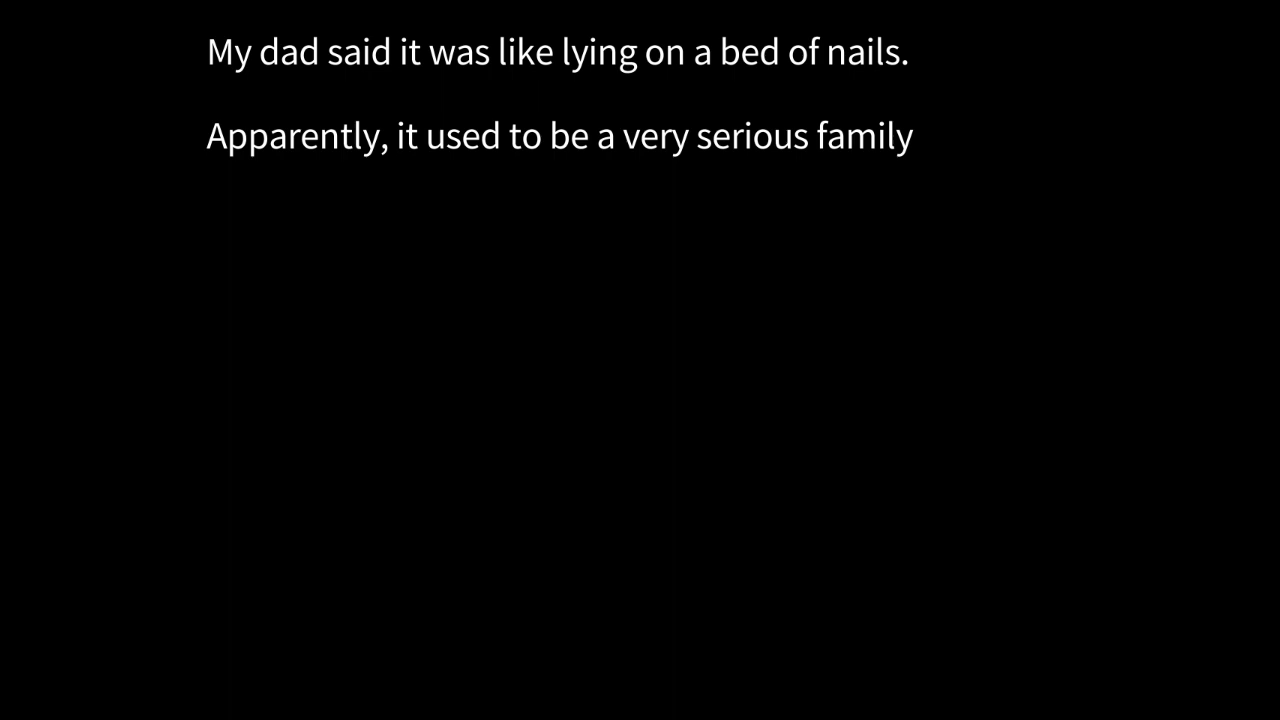 My dad said it was like lying on a bed of nails.
Apparently, it used to be a very serious family